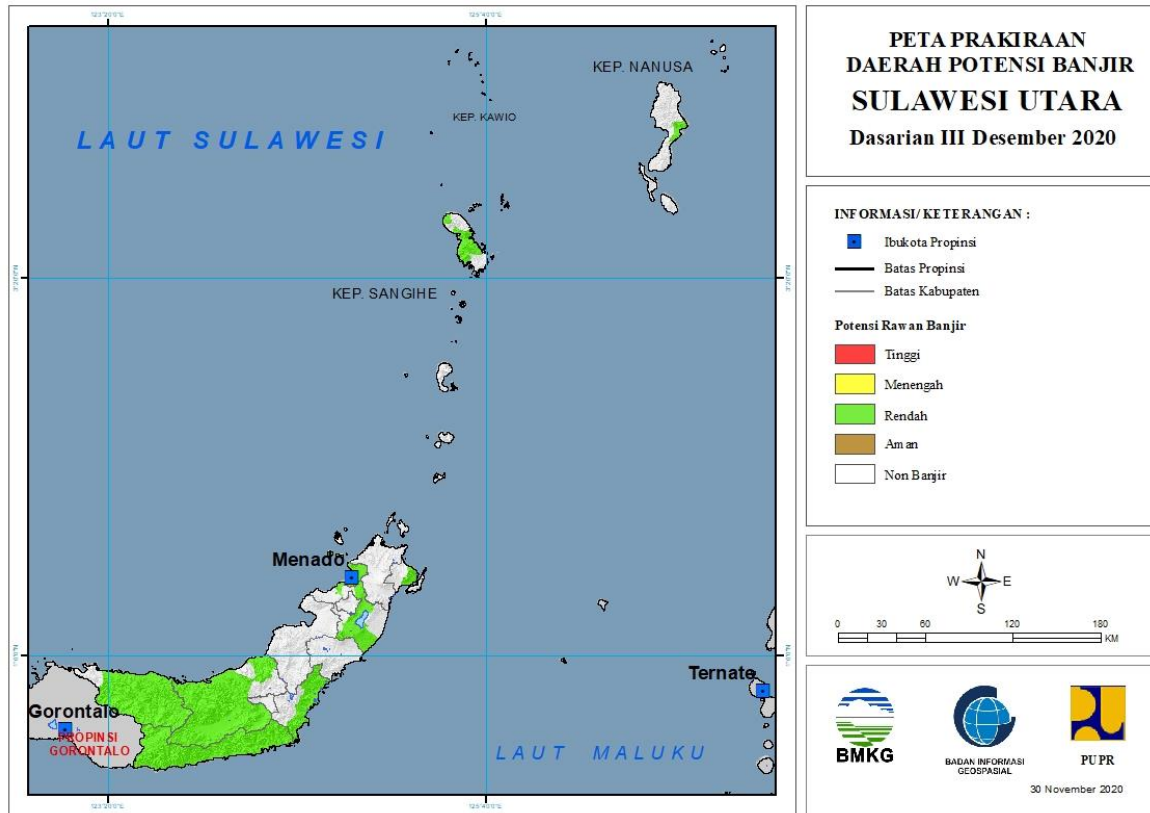 PETA PRAKIRAAN
DAERAH POTENSI BANJIR
SULAWESI UTARA
Dasarian III Desember 2020
INFORMASI/ KETERANGAN :
Ibukota Propinsi
Batas Propinsi
Batas Kabupaten
Potensi Rawan Banjir
Tinggi
Menengah
Rendah
Aman
Non Banjir
N
W E
S
0 30 60 120 180
KM
BMKG
BADAN INFORMASI
GEOSPASIAL
PUPR
30 November 2020
KEP. NANUSA
KEP. KAWIO
LAUT SULAWESI
KEP. SANGIHE
Menado
Ternate
Gorontalo
PROPINSI
GORONTALO
LAUT MALUKU